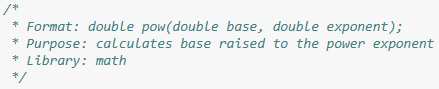 /*
* Format: double pow(double base, double exponent);
* Purpose: calculates base raised to the power exponent
* Library: math
*/